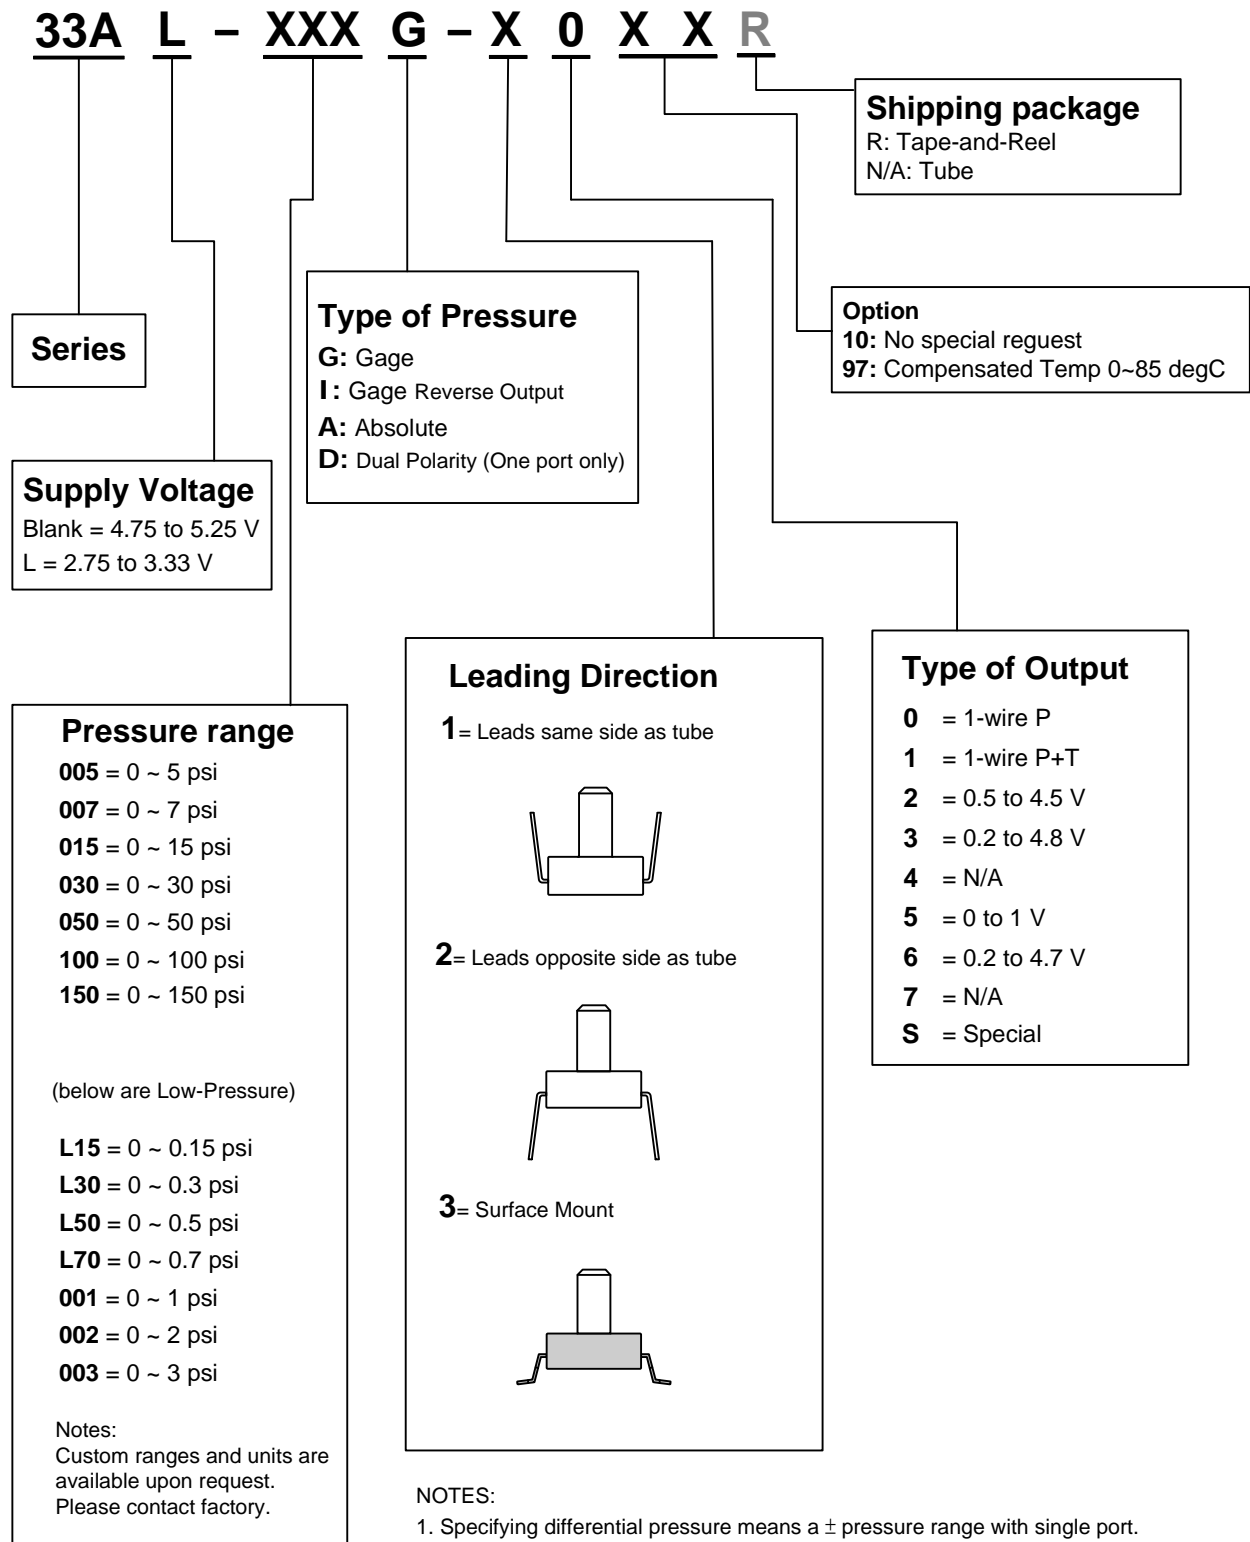 33A L – XXX G – X 0 X X R
Shipping package
R: Tape-and-Reel
N/A: Tube
Option
10: No special reguest
97: Compensated Temp 0~85 degC
Type of Pressure
G: Gage
I: Gage Reverse Output
A: Absolute
D: Dual Polarity (One port only)
Series
Supply Voltage
Blank = 4.75 to 5.25 V
L = 2.75 to 3.33 V
Pressure range
005 = 0 ~ 5 psi
007 = 0 ~ 7 psi
015 = 0 ~ 15 psi
030 = 0 ~ 30 psi
050 = 0 ~ 50 psi
100 = 0 ~ 100 psi
150 = 0 ~ 150 psi
(below are Low-Pressure)
L15 = 0 ~ 0.15 psi
L30 = 0 ~ 0.3 psi
L50 = 0 ~ 0.5 psi
L70 = 0 ~ 0.7 psi
001 = 0 ~ 1 psi
002 = 0 ~ 2 psi
003 = 0 ~ 3 psi
Notes:
Custom ranges and units are
available upon request.
Please contact factory.
Leading Direction
1= Leads same side as tube
2= Leads opposite side as tube
3= Surface Mount
Type of Output
0 = 1-wire P
1 = 1-wire P+T
2 = 0.5 to 4.5 V
3 = 0.2 to 4.8 V
4 = N/A
5 = 0 to 1 V
6 = 0.2 to 4.7 V
7 = N/A
S = Special
NOTES:
1. Specifying differential pressure means a ± pressure range with single port.